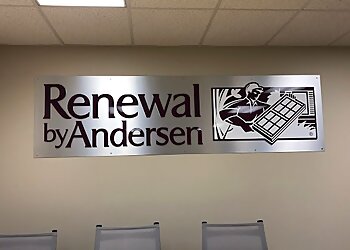 Renewal
by Andersen
®